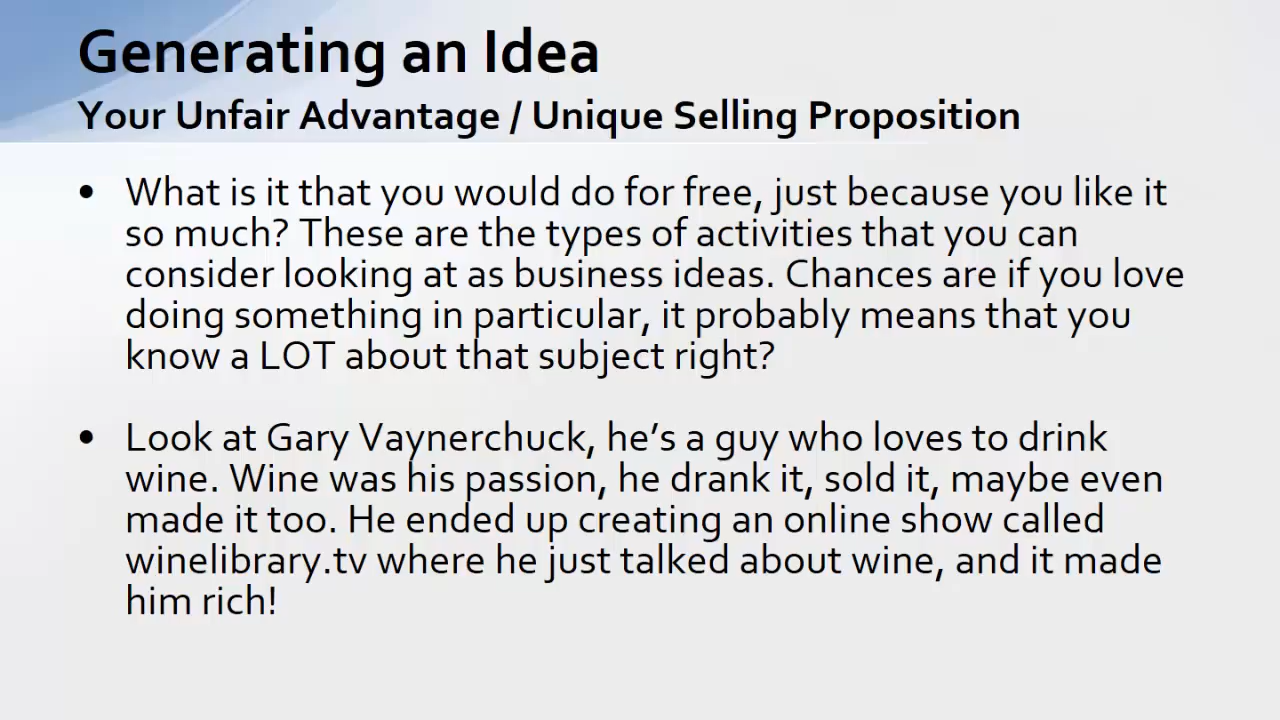 Generating an Idea
Your Unfair Advantage / Unique Selling Proposition
• What is it that you would do for free, just because you like it
so much? These are the types of activities that you can
consider looking at as business ideas. Chances are if you love
doing something in particular, it probably means that you
know a LOT about that subject right?
• Look at Gary Vaynerchuck, he’s a guy who loves to drink
wine. Wine was his passion, he drank it, sold it, maybe even
made it too. He ended up creating an online show called
winelibrary.tv where he just talked about wine, and it made
him rich!